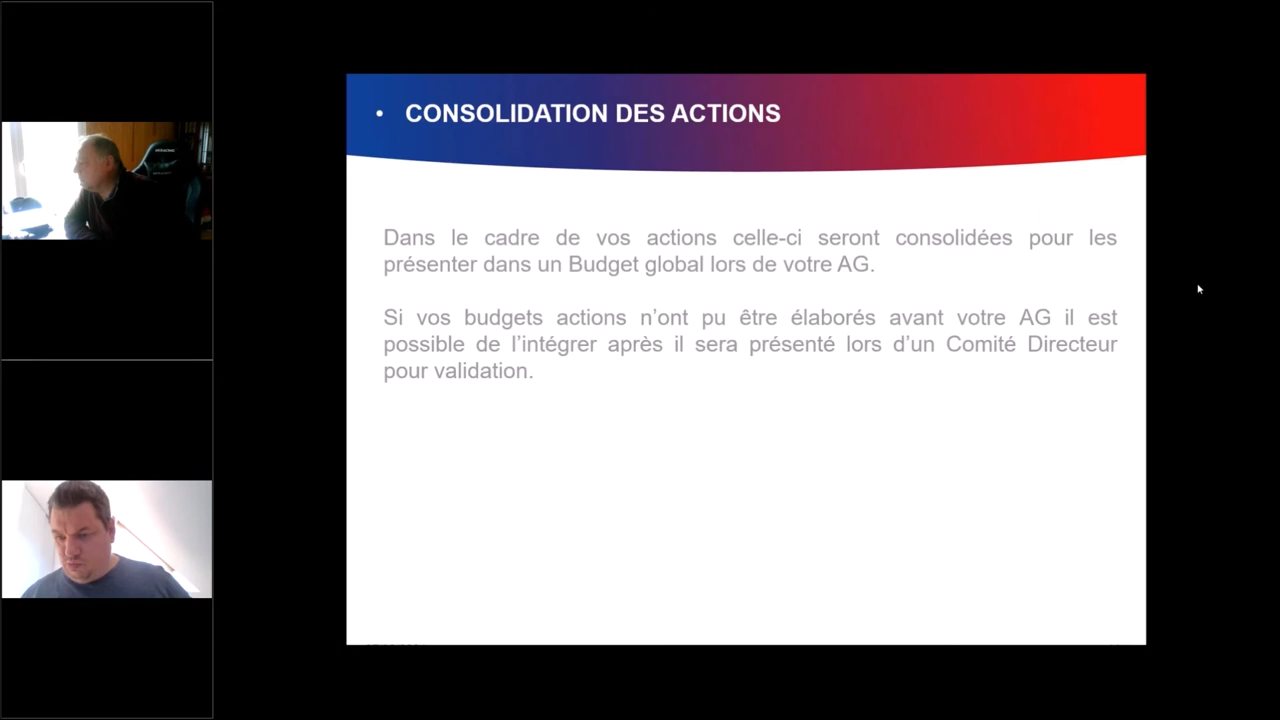 • CONSOLIDATION DES ACTIONS
Dans le cadre de vos actions celle-ci seront consolidées pour les
présenter dans un Budget global lors de votre AG.
Si vos budgets actions n’ont pu être élaborés avant votre AG il est
possible de l’intégrer après il sera présenté lors d’un Comité Directeur
pour validation.